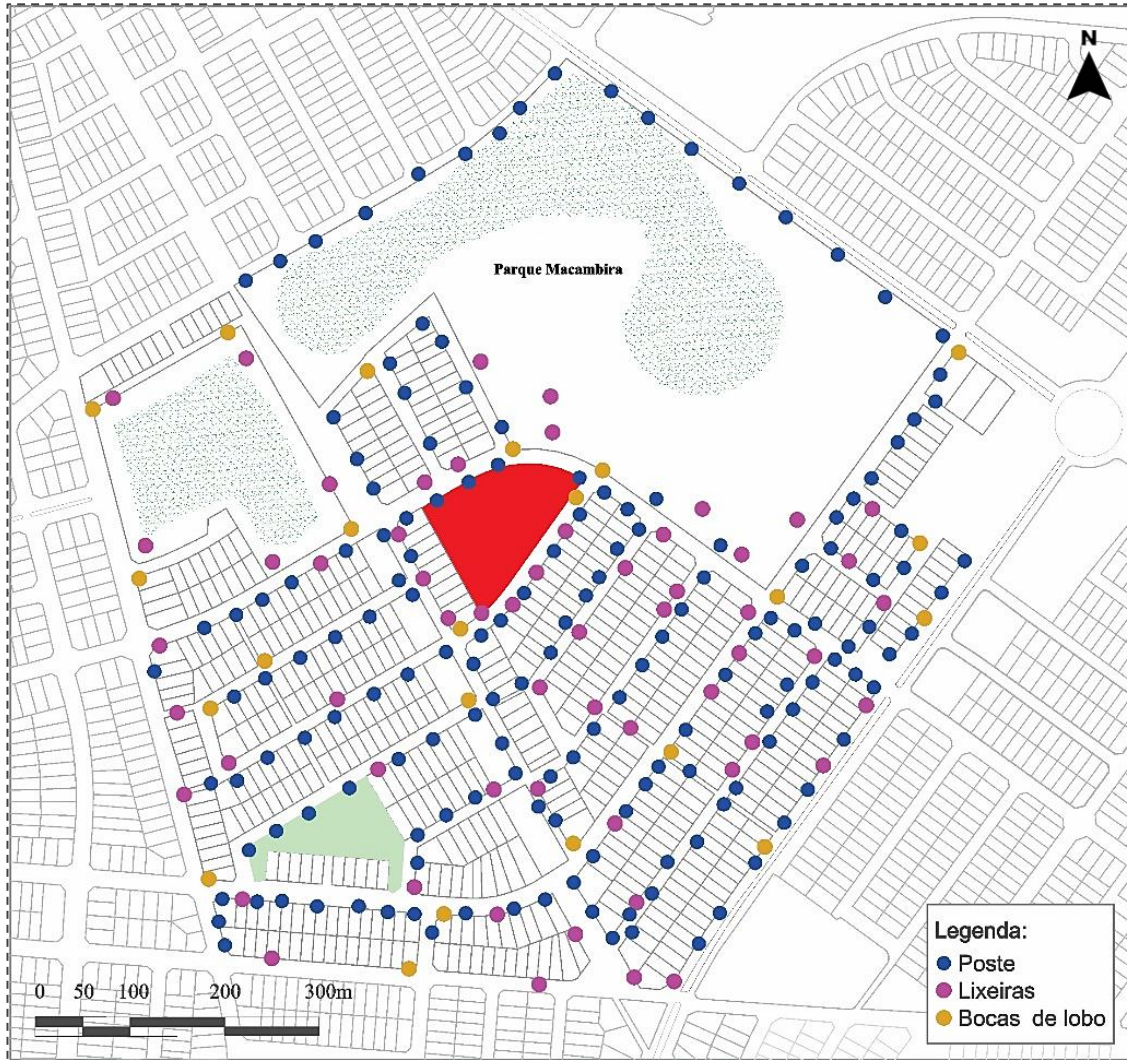 N
Parque Macambira
Legenda:
Poste
Lixeiras
Bocas de lobo
0 50 100 200 300m